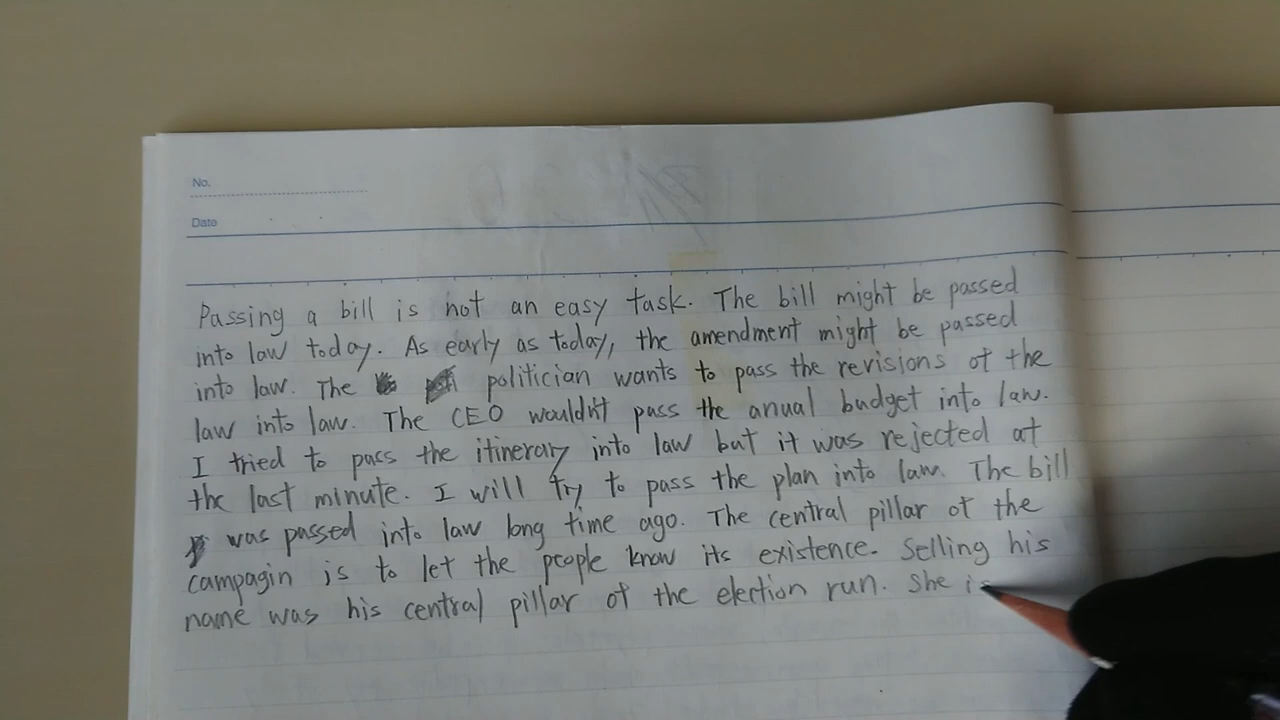 No.
Date
Passing a bill is not an easy task. The bill might be passed
into law today. As early as today, the amendment might be passed
into law. The politician wants to pass the revisions of the
law into law. The CEO wouldn't pass the anual budget into law.
I tried to pass the itinerary into law but it was rejected at
the last minute. I will try to pass the plan into law. The bill
was passed into law long time ago. The central pillar of the
campagin is to let the people know its existence. Selling his
name was his central pillar of the election run. She is